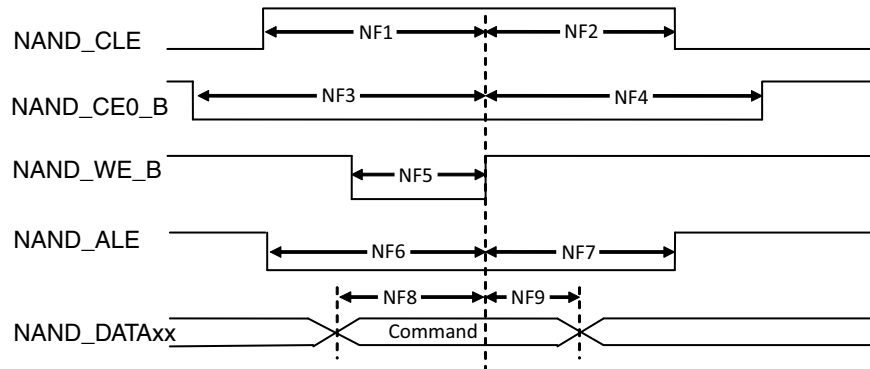 NAND_CLE NF1 NF2
NAND_CE0_B NF3 NF4
NAND_WE_B NF5
NAND_ALE NF6 NF7
NF8 NF9
NAND_DATAxx Command